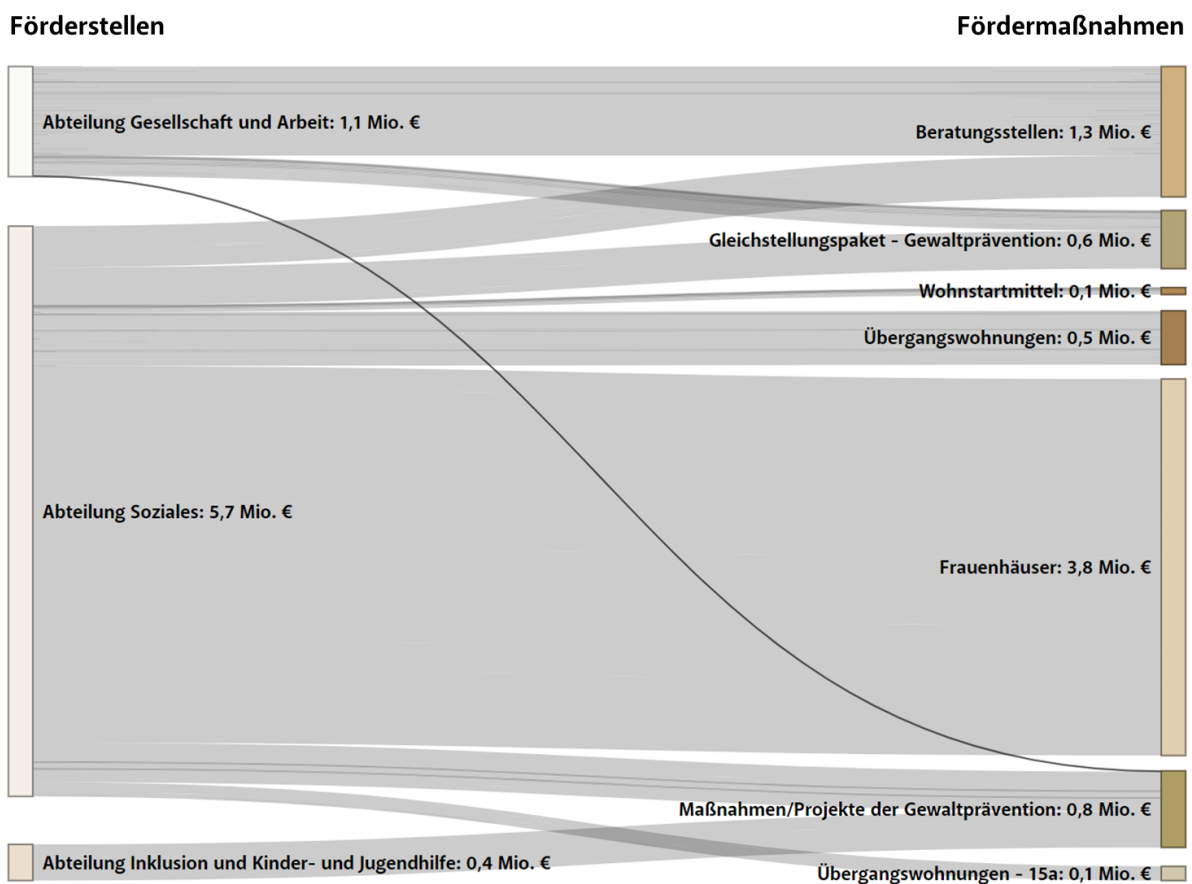 Förderstellen
Fördermaßnahmen
Abteilung Gesellschaft und Arbeit: 1,1 Mio. €
Beratungsstellen: 1,3 Mio. €
Gleichstellungspaket - Gewaltprävention: 0,6 Mio. €
Wohnstartmittel: 0,1 Mio. €
Übergangswohnungen: 0,5 Mio. €
Abteilung Soziales: 5,7 Mio. €
Frauenhäuser: 3,8 Mio. €
Maßnahmen/Projekte der Gewaltprävention: 0,8 Mio. €
Abteilung Inklusion und Kinder- und Jugendhilfe: 0,4 Mio. €
Übergangswohnungen - 15a: 0,1 Mio. €